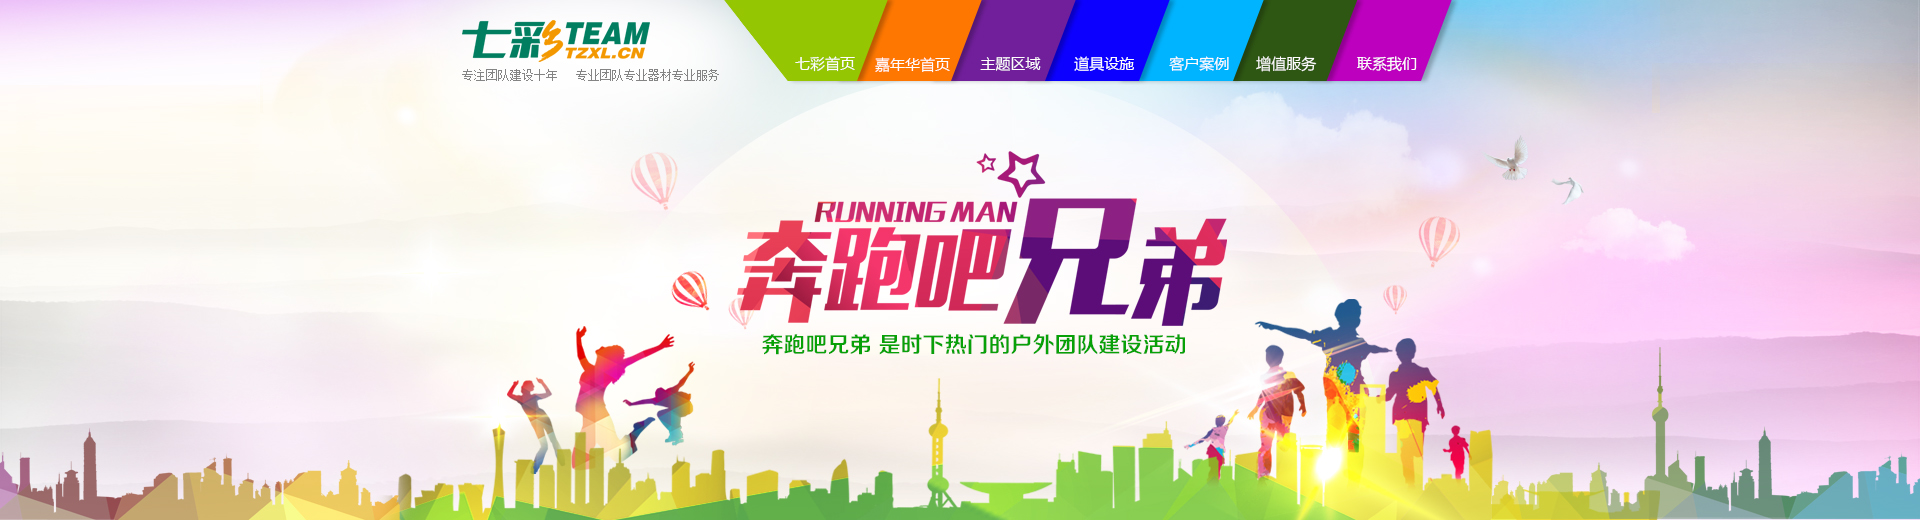 七彩TEAM
TZXL.CN
专注团队建设十年 专业团队专业器材专业服务
七彩首页 嘉年华首页 主题区域 道具设施 客户案例 增值服务 联系我们
RUNNING MAN
奔跑吧兄弟
奔跑吧兄弟 是时下热门的户外团队建设活动